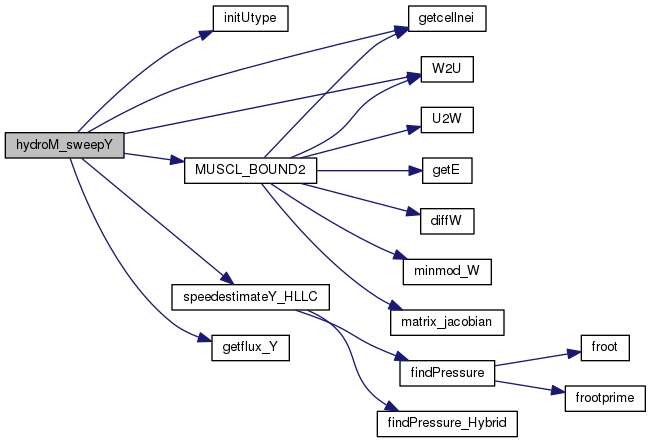 initUtype
getcellnei
W2U
U2W
hydroM_sweepY
MUSCL_BOUND2
getE
diffW
minmod_W
speedestimateY_HLLC
matrix_jacobian
getflux_Y
froot
findPressure
frootprime
findPressure_Hybrid